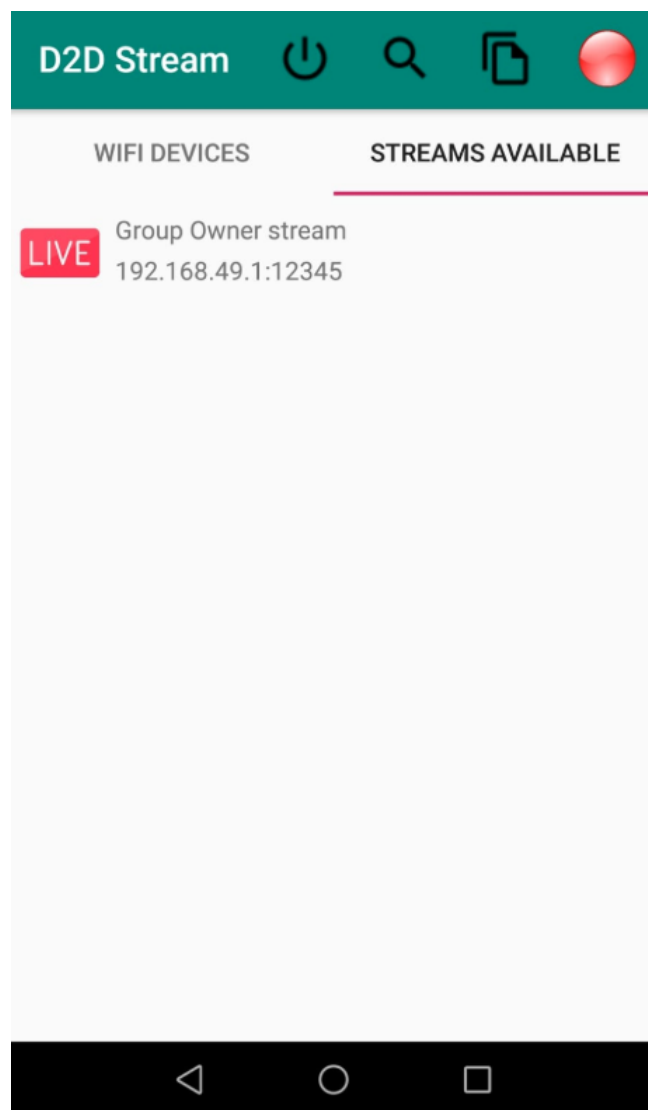 D2D Stream
WIFI DEVICES
STREAMS AVAILABLE
LIVE
Group Owner stream
192.168.49.1:12345